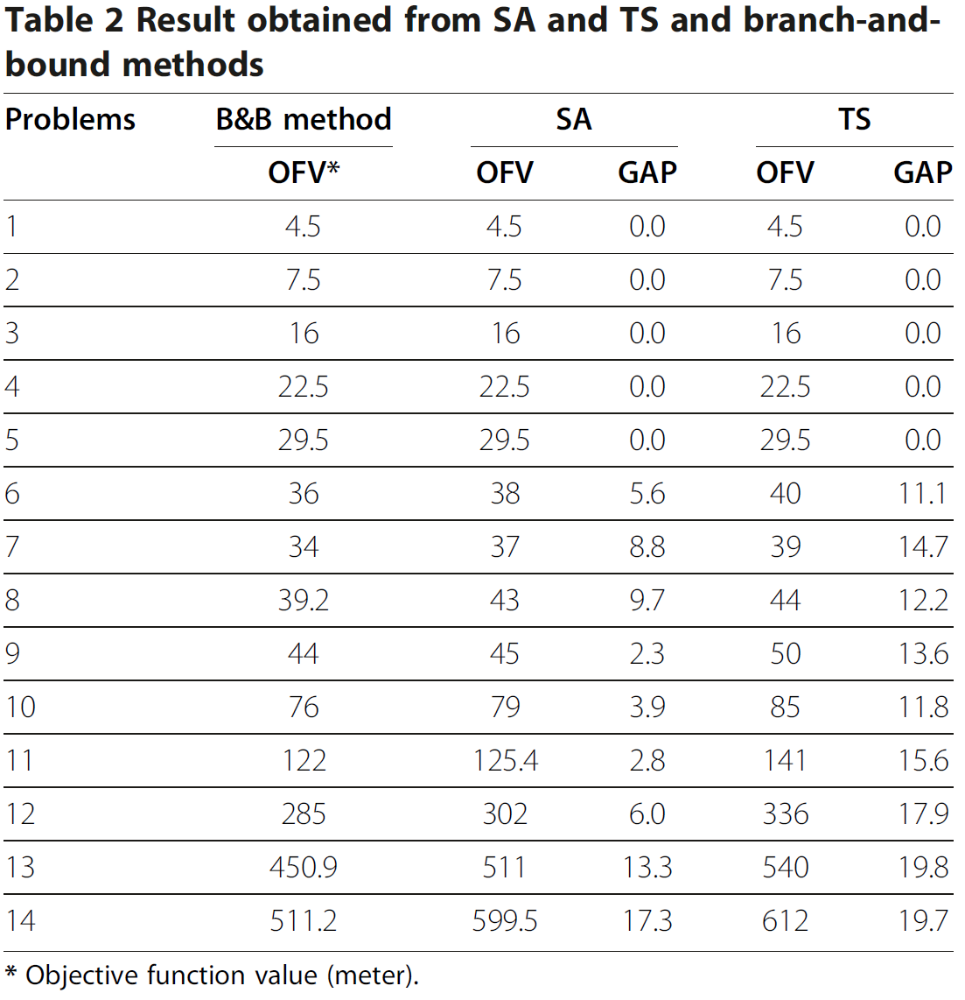 Table 2 Result obtained from SA and TS and branch-and-
bound methods
Problems B&B method SA TS
OFV* OFV GAP OFV GAP
1 4.5 4.5 0.0 4.5 0.0
2 7.5 7.5 0.0 7.5 0.0
3 16 16 0.0 16 0.0
4 22.5 22.5 0.0 22.5 0.0
5 29.5 29.5 0.0 29.5 0.0
6 36 38 5.6 40 11.1
7 34 37 8.8 39 14.7
8 39.2 43 9.7 44 12.2
9 44 45 2.3 50 13.6
10 76 79 3.9 85 11.8
11 122 125.4 2.8 141 15.6
12 285 302 6.0 336 17.9
13 450.9 511 13.3 540 19.8
14 511.2 599.5 17.3 612 19.7
* Objective function value (meter).